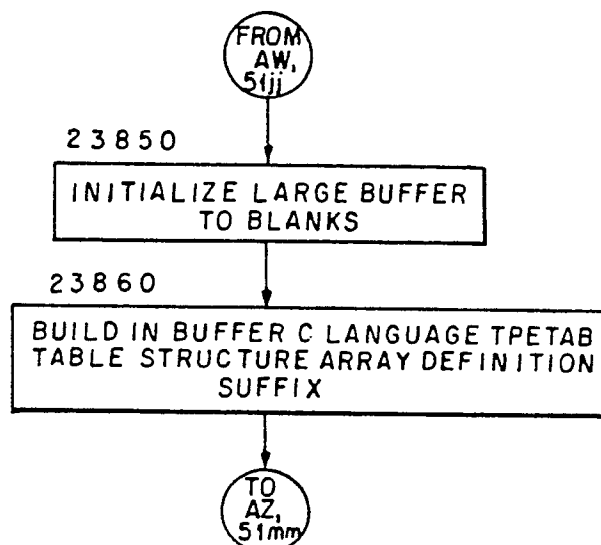 FROM
AW,
51jj
23850
INITIALIZE LARGE BUFFER
TO BLANKS
23860
BUILD IN BUFFER C LANGUAGE TPETAB
TABLE STRUCTURE ARRAY DEFINITION
SUFFIX
TO
AZ,
51mm